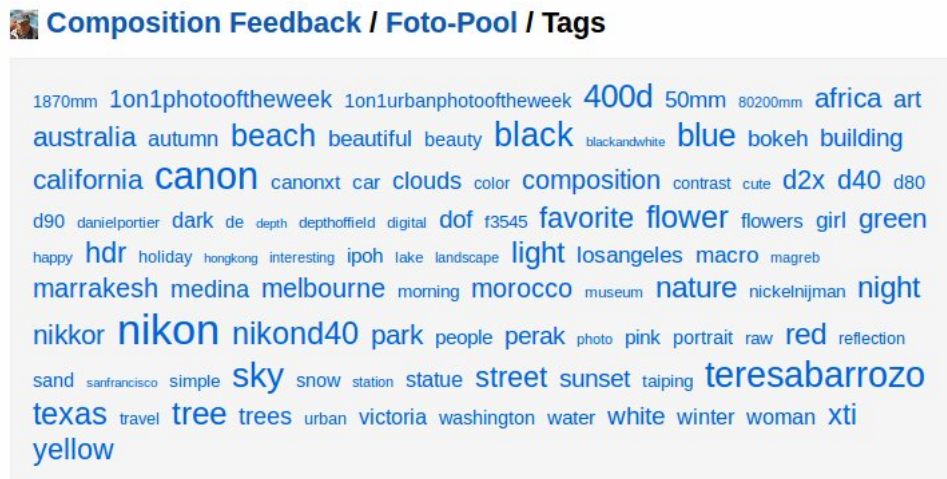 Composition Feedback / Foto-Pool / Tags
1870mm 1on1photooftheweek 1on1urbanphotooftheweek 400d 50mm 80200mm africa art
australia autumn beach beautiful beauty black blackandwhite blue bokeh building
california canon canonxt car clouds color composition contrast cute d2x d40 d80
d90 danielportier dark de depth depthoffield digital dof f3545 favorite flower flowers girl green
happy hdr holiday hongkong interesting ipoh lake landscape light losangeles macro magreb
marrakesh medina melbourne morning morocco museum nature nickelnijman night
nikkor nikon nikond40 park people perak photo pink portrait raw red reflection
sand sanfrancisco simple sky snow station statue street sunset taiping teresabarrozo
texas travel tree trees urban victoria washington water white winter woman xti
yellow